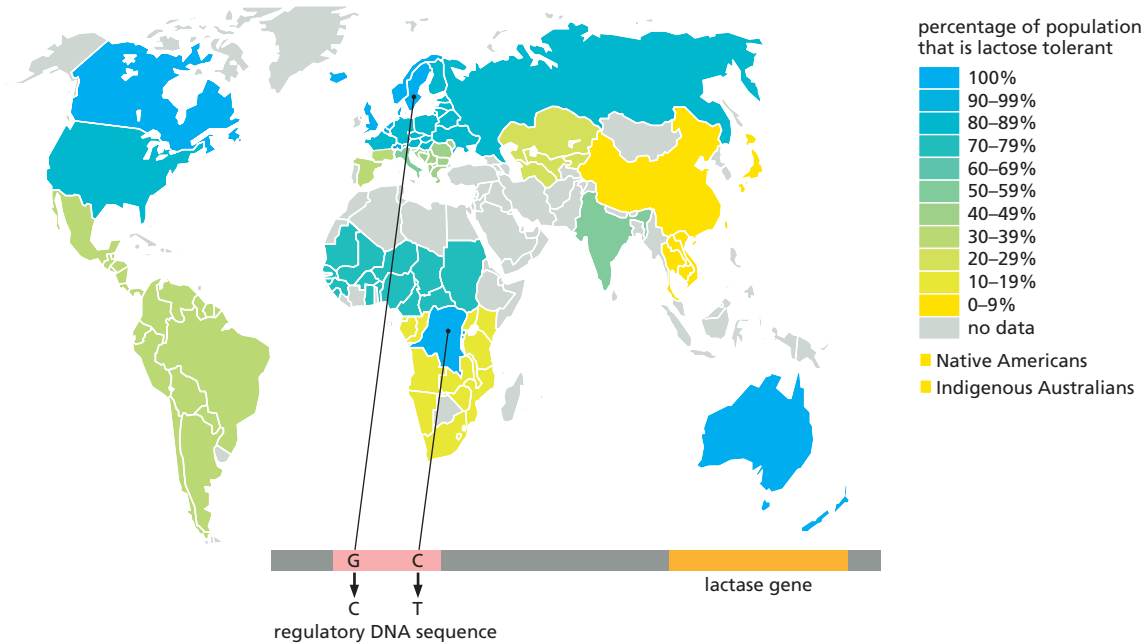 percentage of population
that is lactose tolerant
100%
90–99%
80–89%
70–79%
60–69%
50–59%
40–49%
30–39%
20–29%
10–19%
0–9%
no data
Native Americans
Indigenous Australians
G C
lactase gene
C T
regulatory DNA sequence